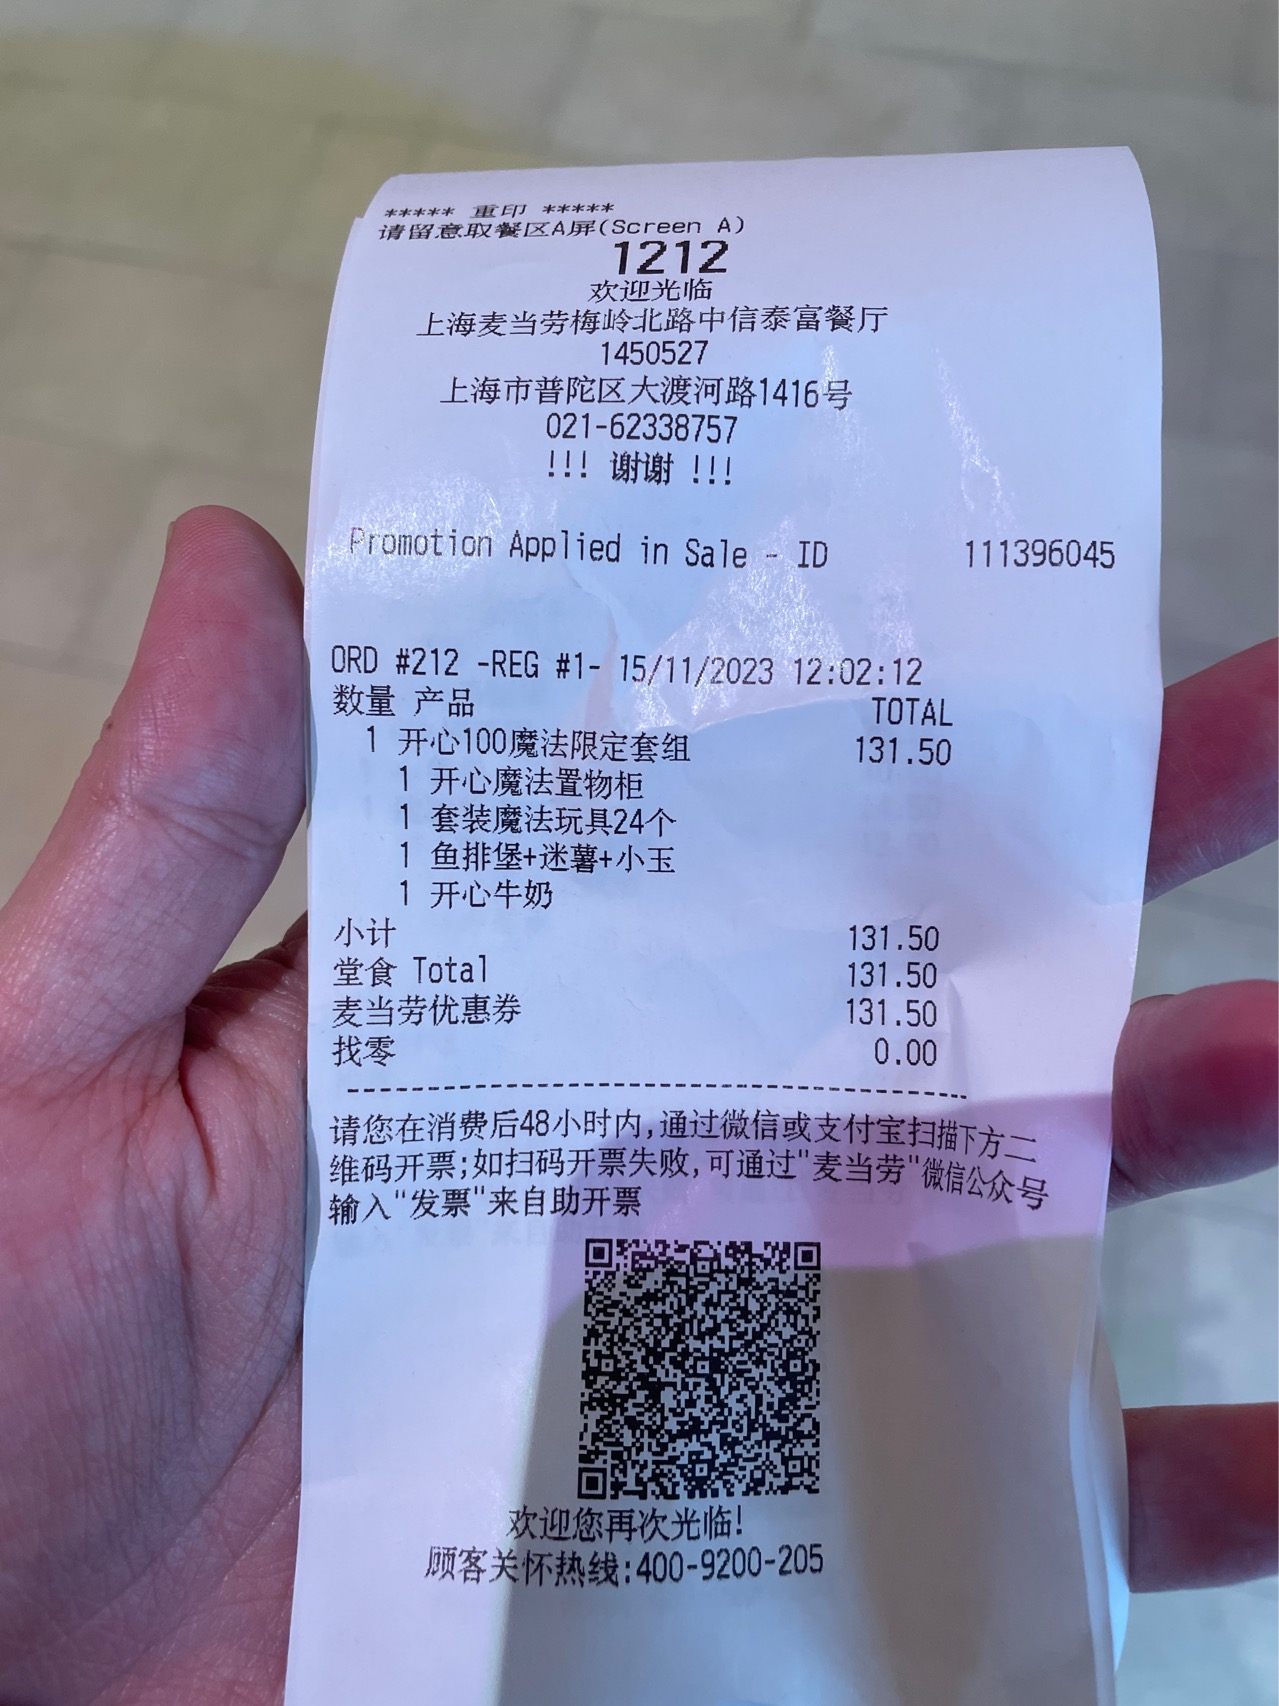 ***** 重印 *****
请留意取餐区A屏(Screen A)
1212
欢迎光临
上海麦当劳梅岭北路中信泰富餐厅
1450527
上海市普陀区大渡河路1416号
021-62338757
!!! 谢谢 !!!
Promotion Applied in Sale - ID 111396045
ORD #212 -REG #1- 15/11/2023 12:02:12
数量 产品 TOTAL
1 开心100魔法限定套组 131.50
1 开心魔法置物柜
1 套装魔法玩具24个
1 鱼排堡+迷薯+小玉
1 开心牛奶
小计 131.50
堂食 Total 131.50
麦当劳优惠券 131.50
找零 0.00
请您在消费后48小时内,通过微信或支付宝扫描下方二
维码开票;如扫码开票失败,可通过"麦当劳"微信公众号
输入"发票"来自助开票
欢迎您再次光临!
顾客关怀热线:400-9200-205